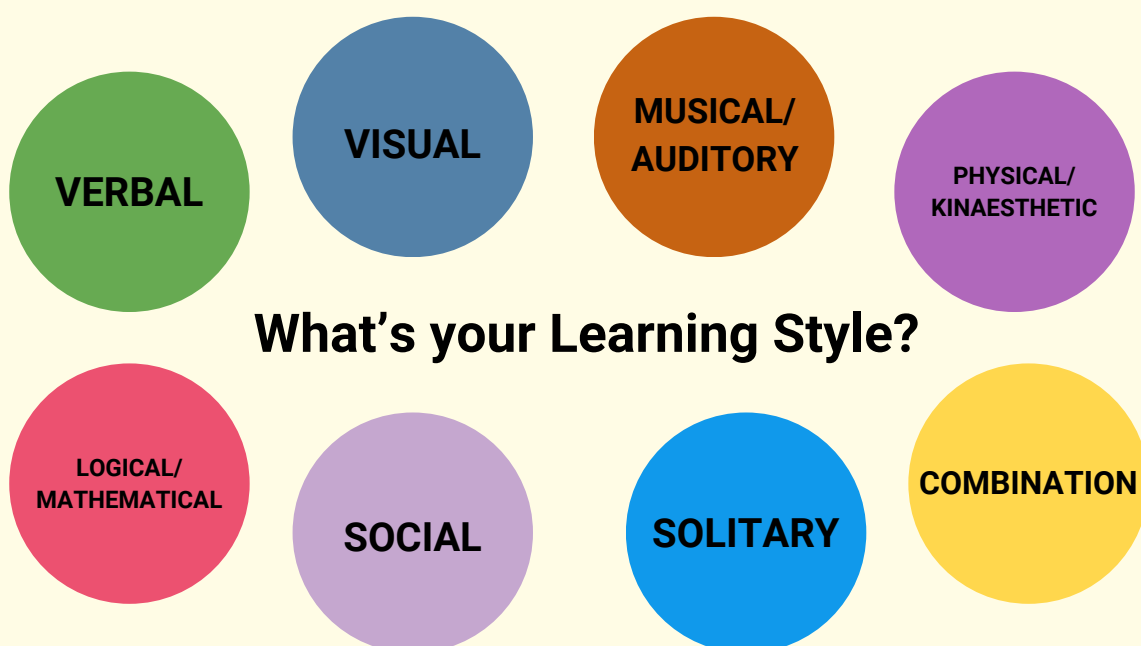 VERBAL
VISUAL
MUSICAL/
AUDITORY
PHYSICAL/
KINAESTHETIC
What’s your Learning Style?
LOGICAL/
MATHEMATICAL
SOCIAL
SOLITARY
COMBINATION